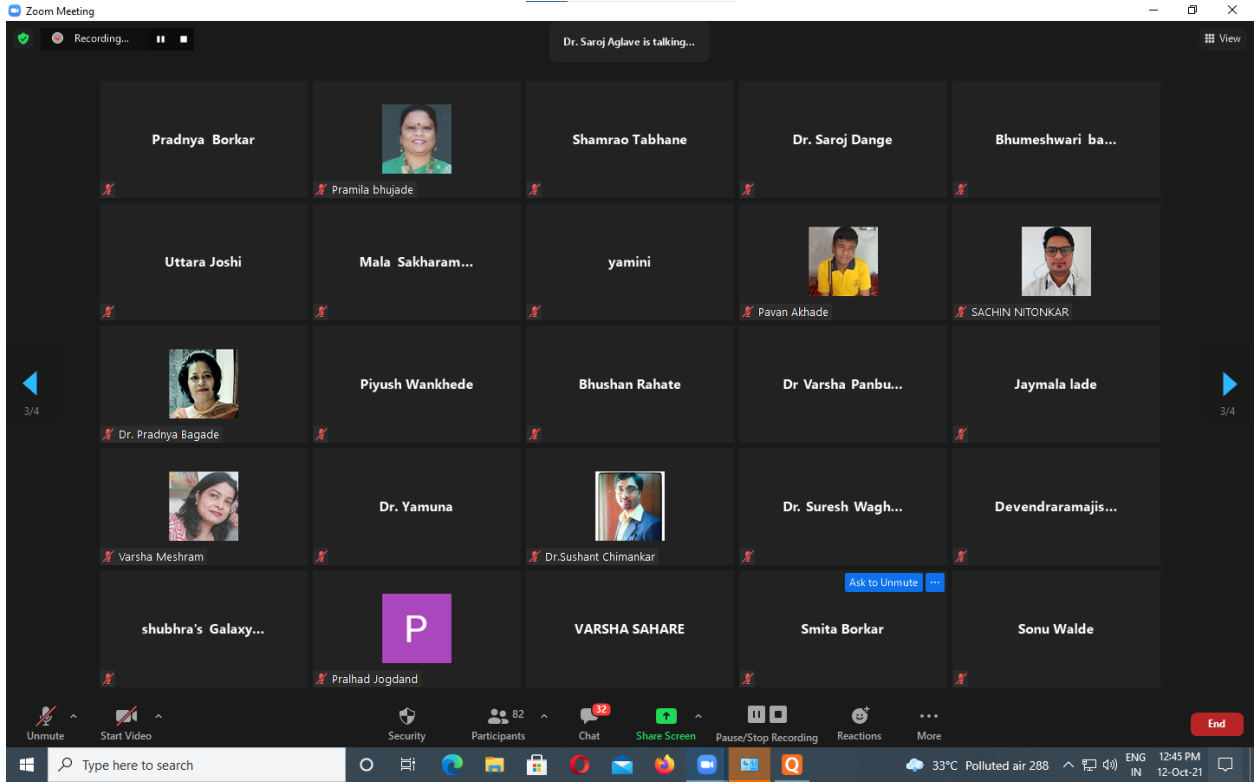 Zoom Meeting
Recording...
Dr. Saroj Aglave is talking...
View
Pradnya Borkar
Pramila bhujade
Shamrao Tabhane
Dr. Saroj Dange
Bhumeshwari ba...
Uttara Joshi
Mala Sakharam...
yamini
Pavan Akhade
SACHIN NITONKAR
Dr. Pradnya Bagade
Piyush Wankhede
Bhushan Rahate
Dr Varsha Panbu...
Jaymala lade
3/4
3/4
Varsha Meshram
Dr. Yamuna
Dr.Sushant Chimankar
Dr. Suresh Wagh...
Devendraramajis...
Ask to Unmute ...
shubhra's Galaxy...
P
Pralhad Jogdand
VARSHA SAHARE
Smita Borkar
Sonu Walde
Unmute
Start Video
Security
82
Participants
32
Chat
Share Screen
Pause/Stop Recording
Reactions
More
End
Type here to search
33°C Polluted air 288
ENG
IN
12:45 PM
12-Oct-21